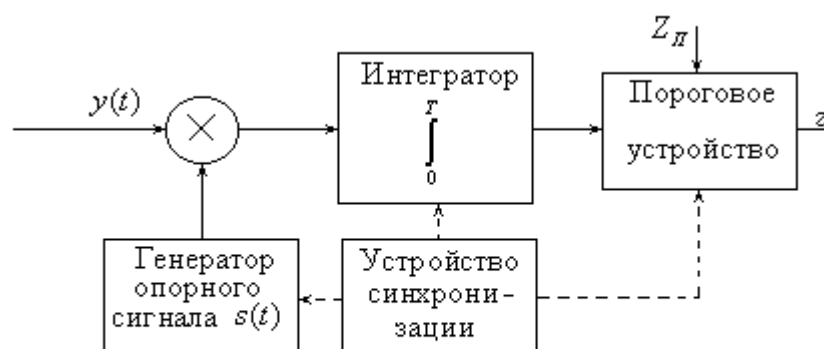 Z_п
y(t)
×
Интегратор
T
∫
0
Пороговое
устройство
z
Генератор
опорного
сигнала s(t)
Устройство
синхрони-
зации